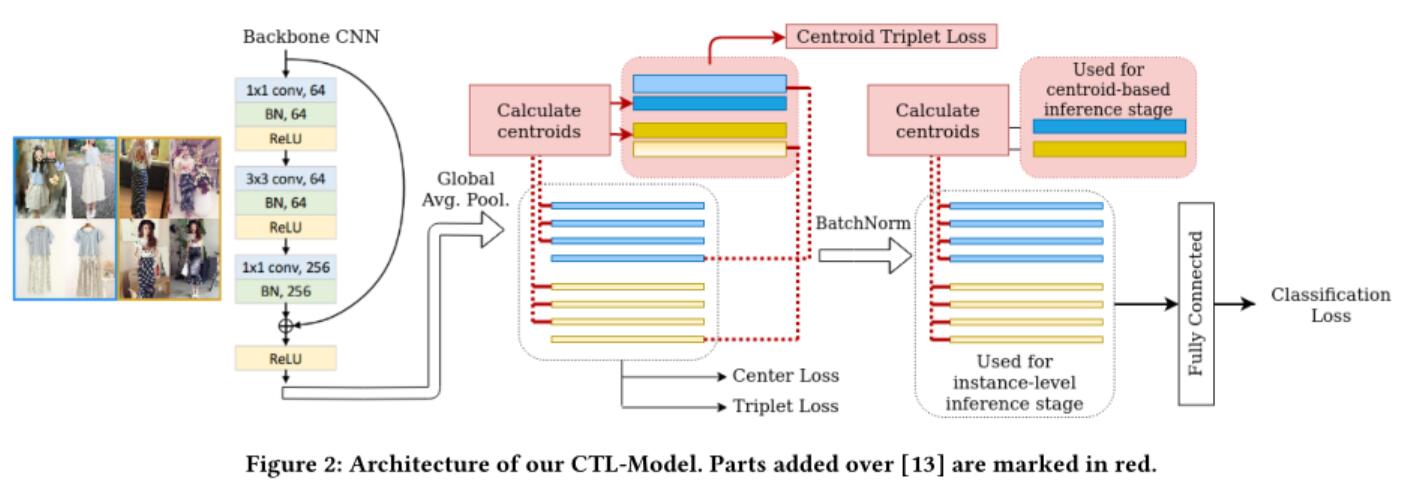 Backbone CNN
1x1 conv, 64
BN, 64
ReLU
3x3 conv, 64
BN, 64
ReLU
1x1 conv, 256
BN, 256
ReLU
Global
Avg. Pool.
Calculate
centroids
Centroid Triplet Loss
Center Loss
Triplet Loss
BatchNorm
Calculate
centroids
Used for
centroid-based
inference stage
Used for
instance-level
inference stage
Fully Connected
Classification
Loss
Figure 2: Architecture of our CTL-Model. Parts added over [13] are marked in red.